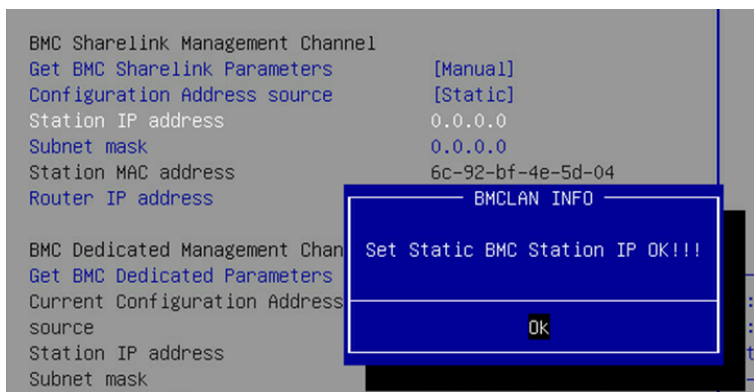 BMC Sharelink Management Channel
Get BMC Sharelink Parameters [Manual]
Configuration Address source [Static]
Station IP address 0.0.0.0
Subnet mask 0.0.0.0
Station MAC address 6c-92-bf-4e-5d-04
Router IP address
BMCLAN INFO
Set Static BMC Station IP OK!!!
Ok
BMC Dedicated Management Chan
Get BMC Dedicated Parameters
Current Configuration Address
source
Station IP address
Subnet mask